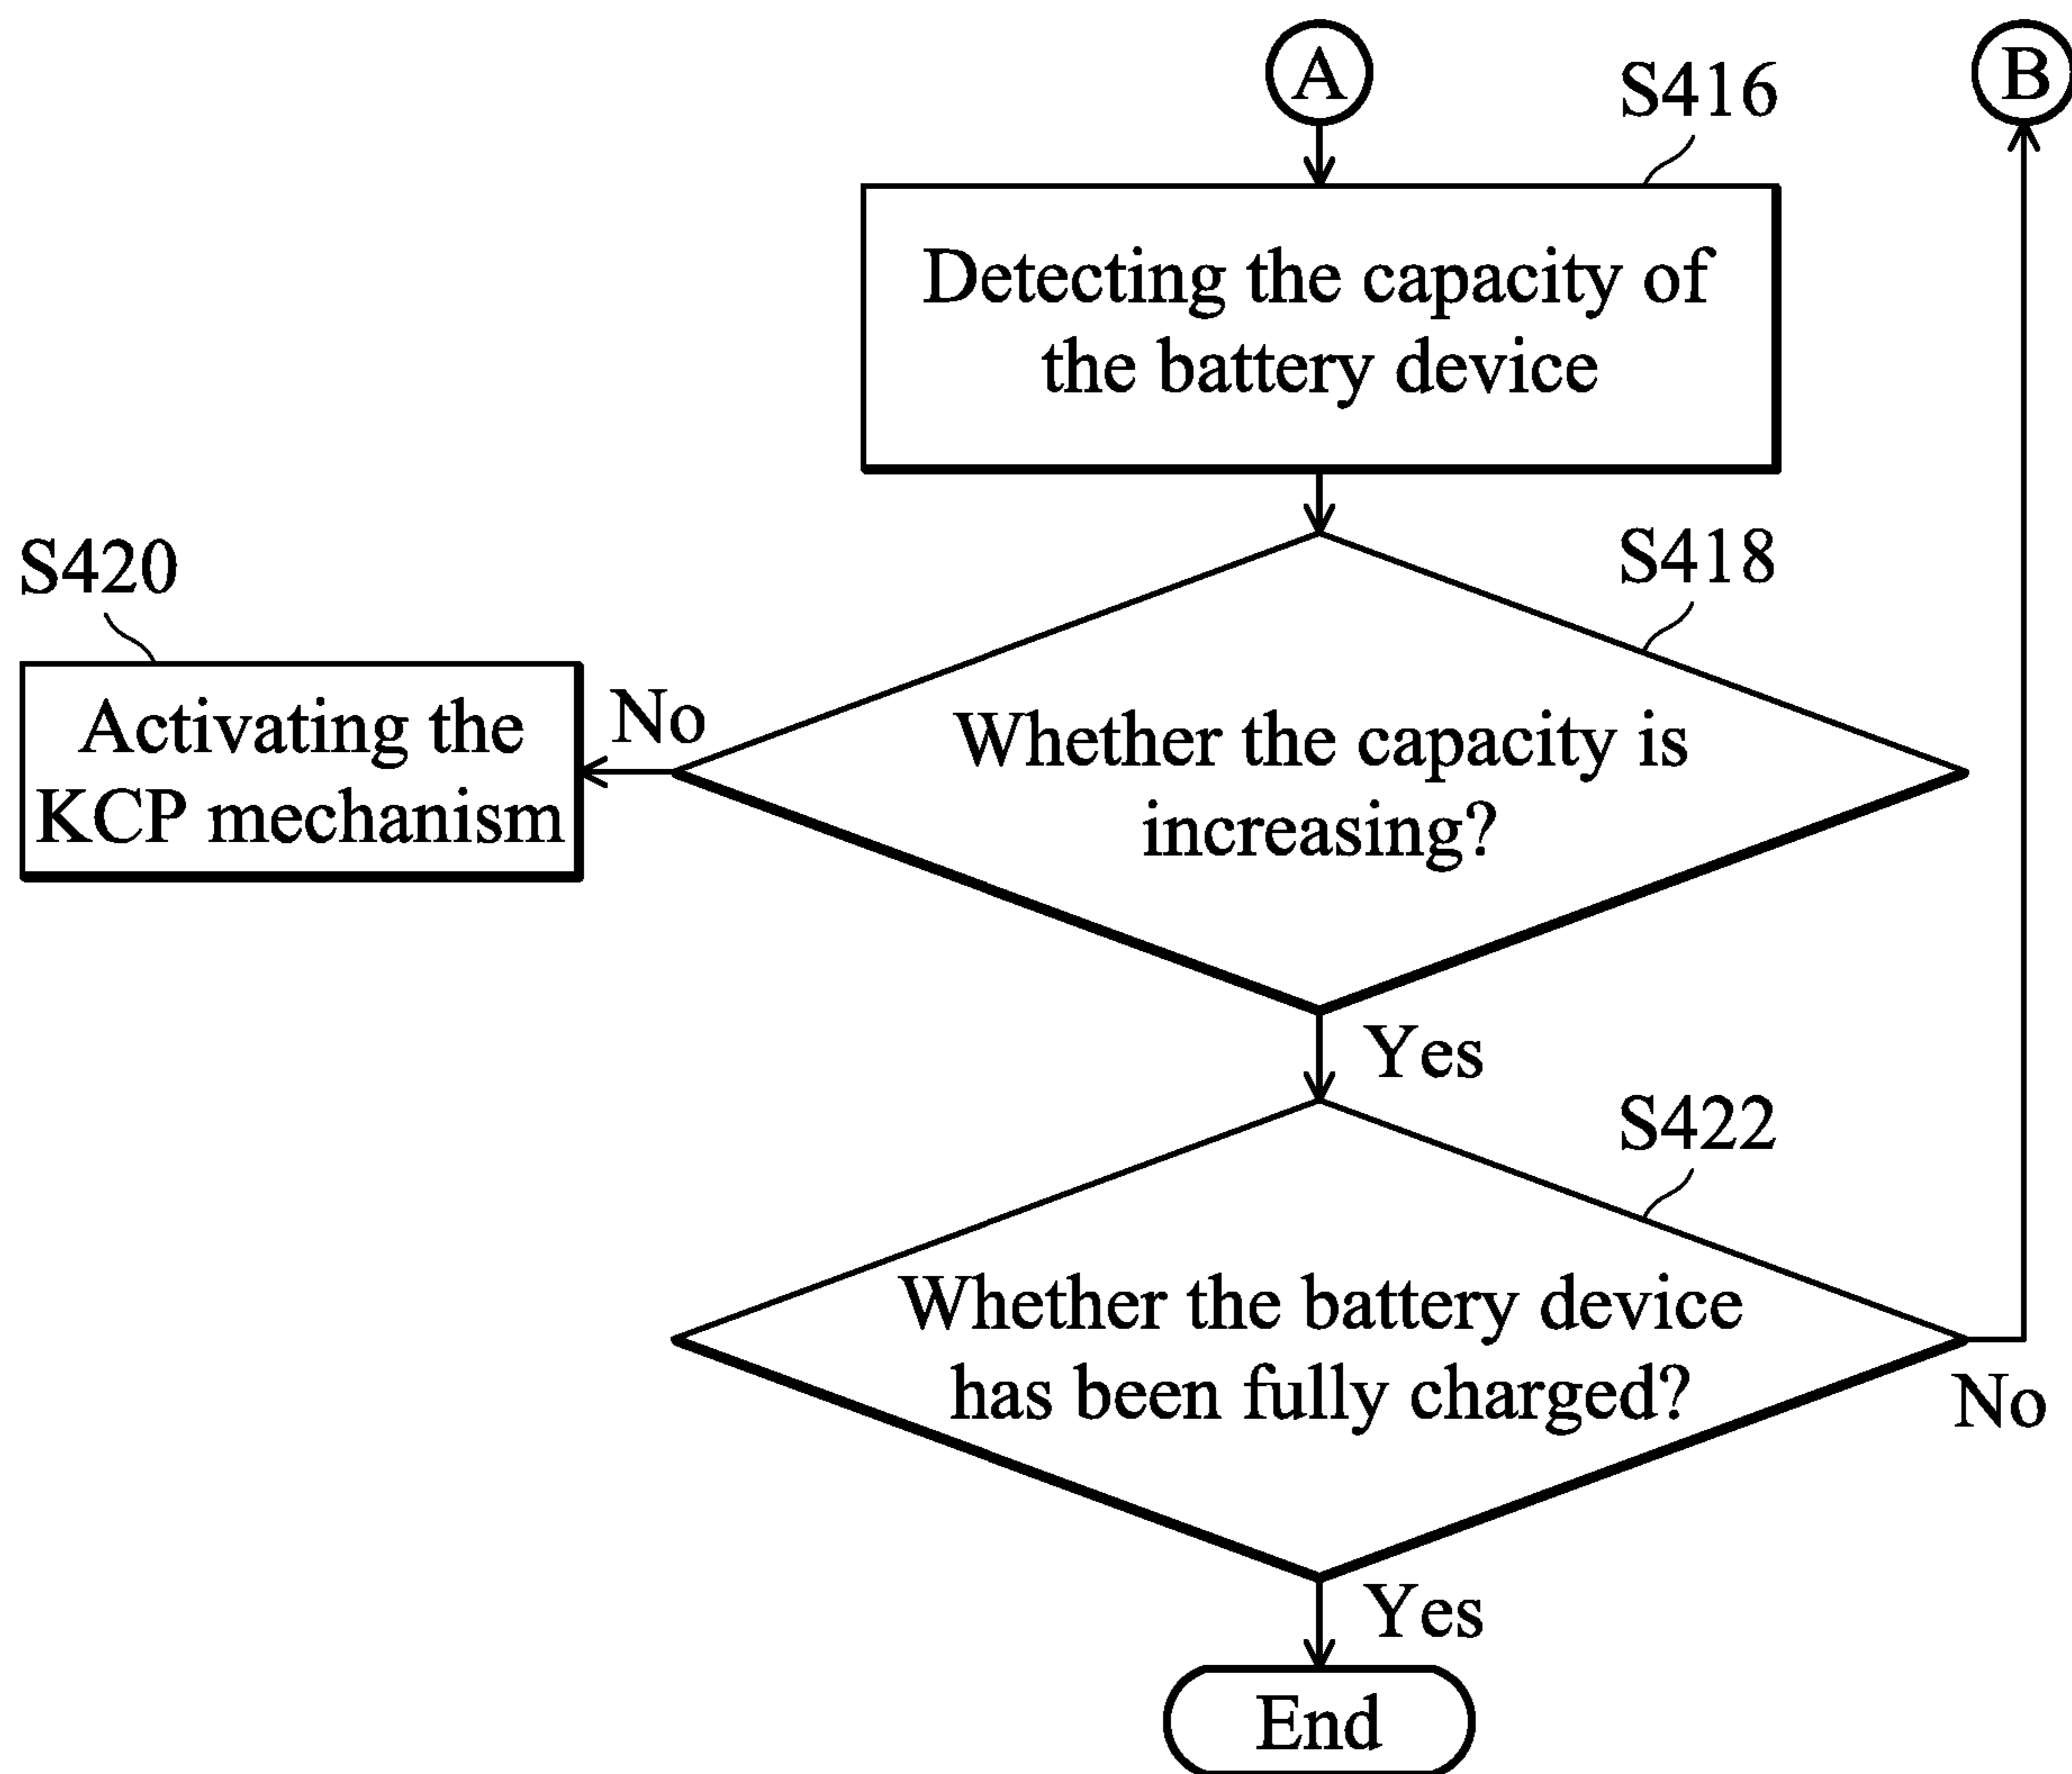 A
B
S416
Detecting the capacity of
the battery device
S418
Whether the capacity is
increasing?
No
S420
Activating the
KCP mechanism
Yes
S422
Whether the battery device
has been fully charged?
No
Yes
End